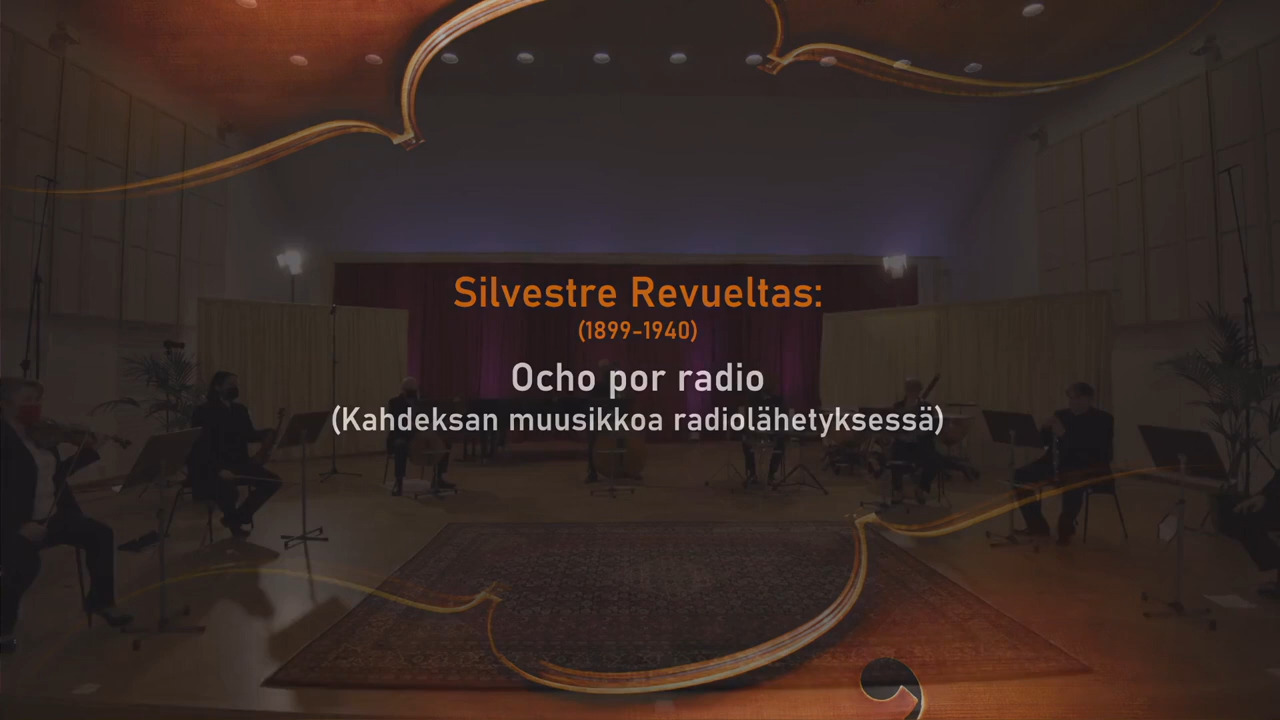 Silvestre Revueltas:
(1899-1940)
Ocho por radio
(Kahdeksan muusikkoa radiolähetyksessä)